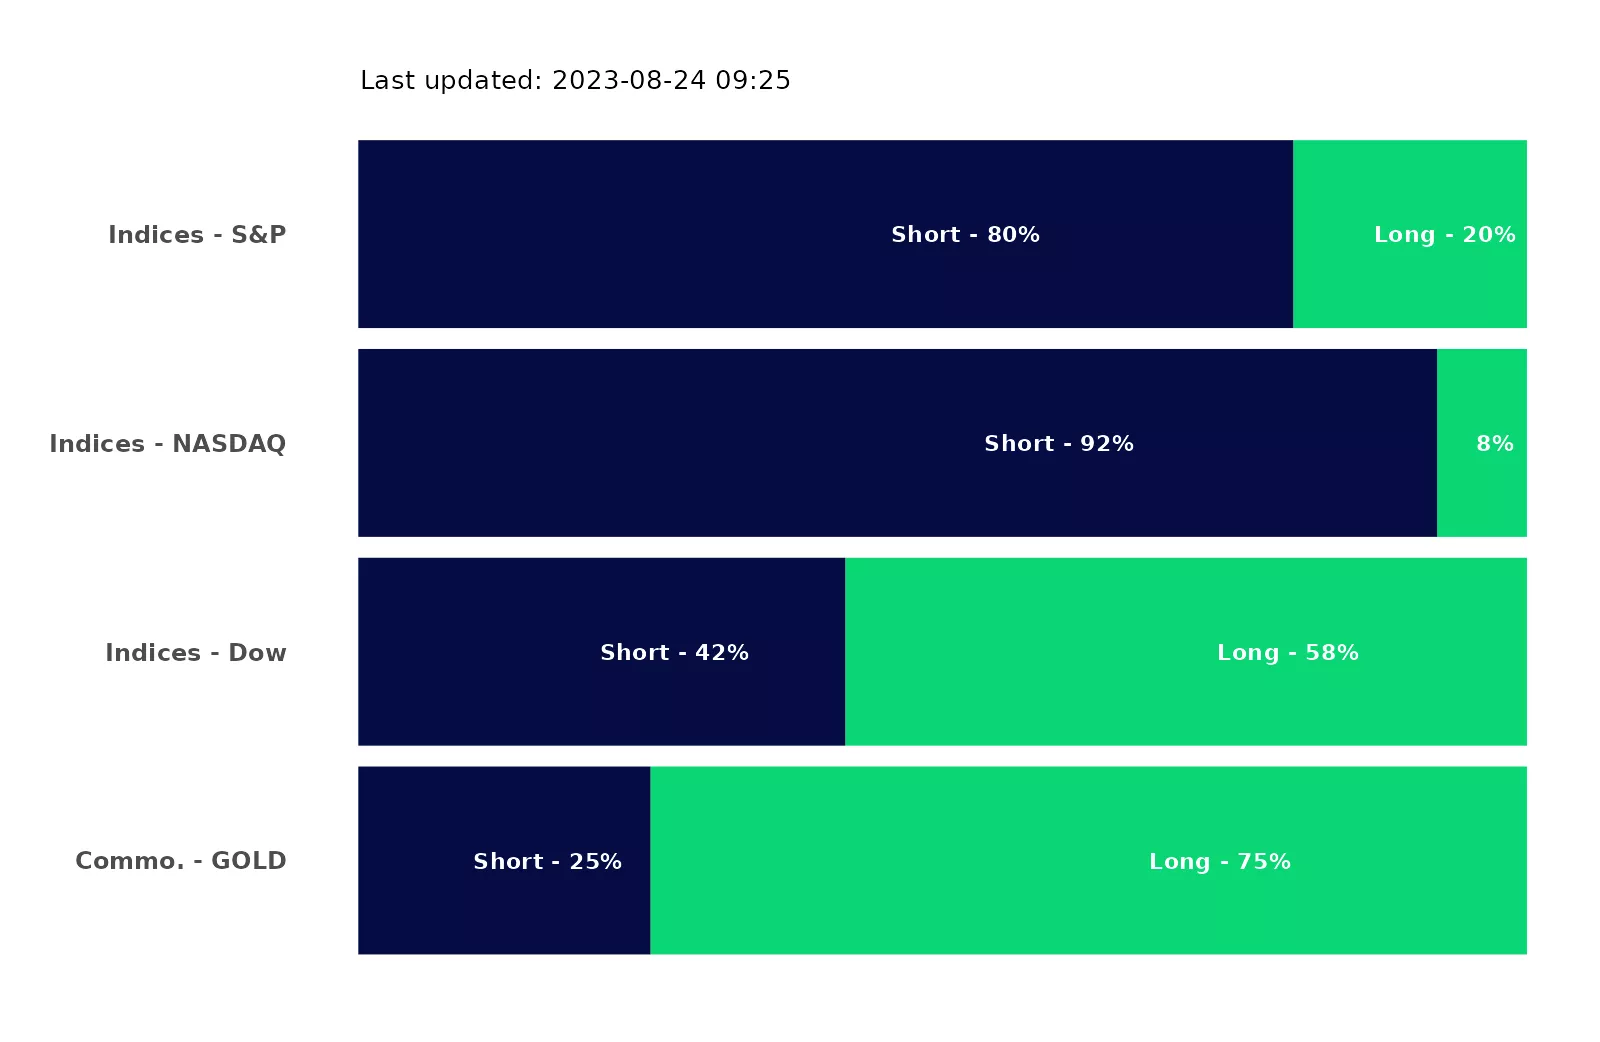 Last updated: 2023-08-24 09:25
Indices - S&P Short - 80% Long - 20%
Indices - NASDAQ Short - 92% 8%
Indices - Dow Short - 42% Long - 58%
Commo. - GOLD Short - 25% Long - 75%